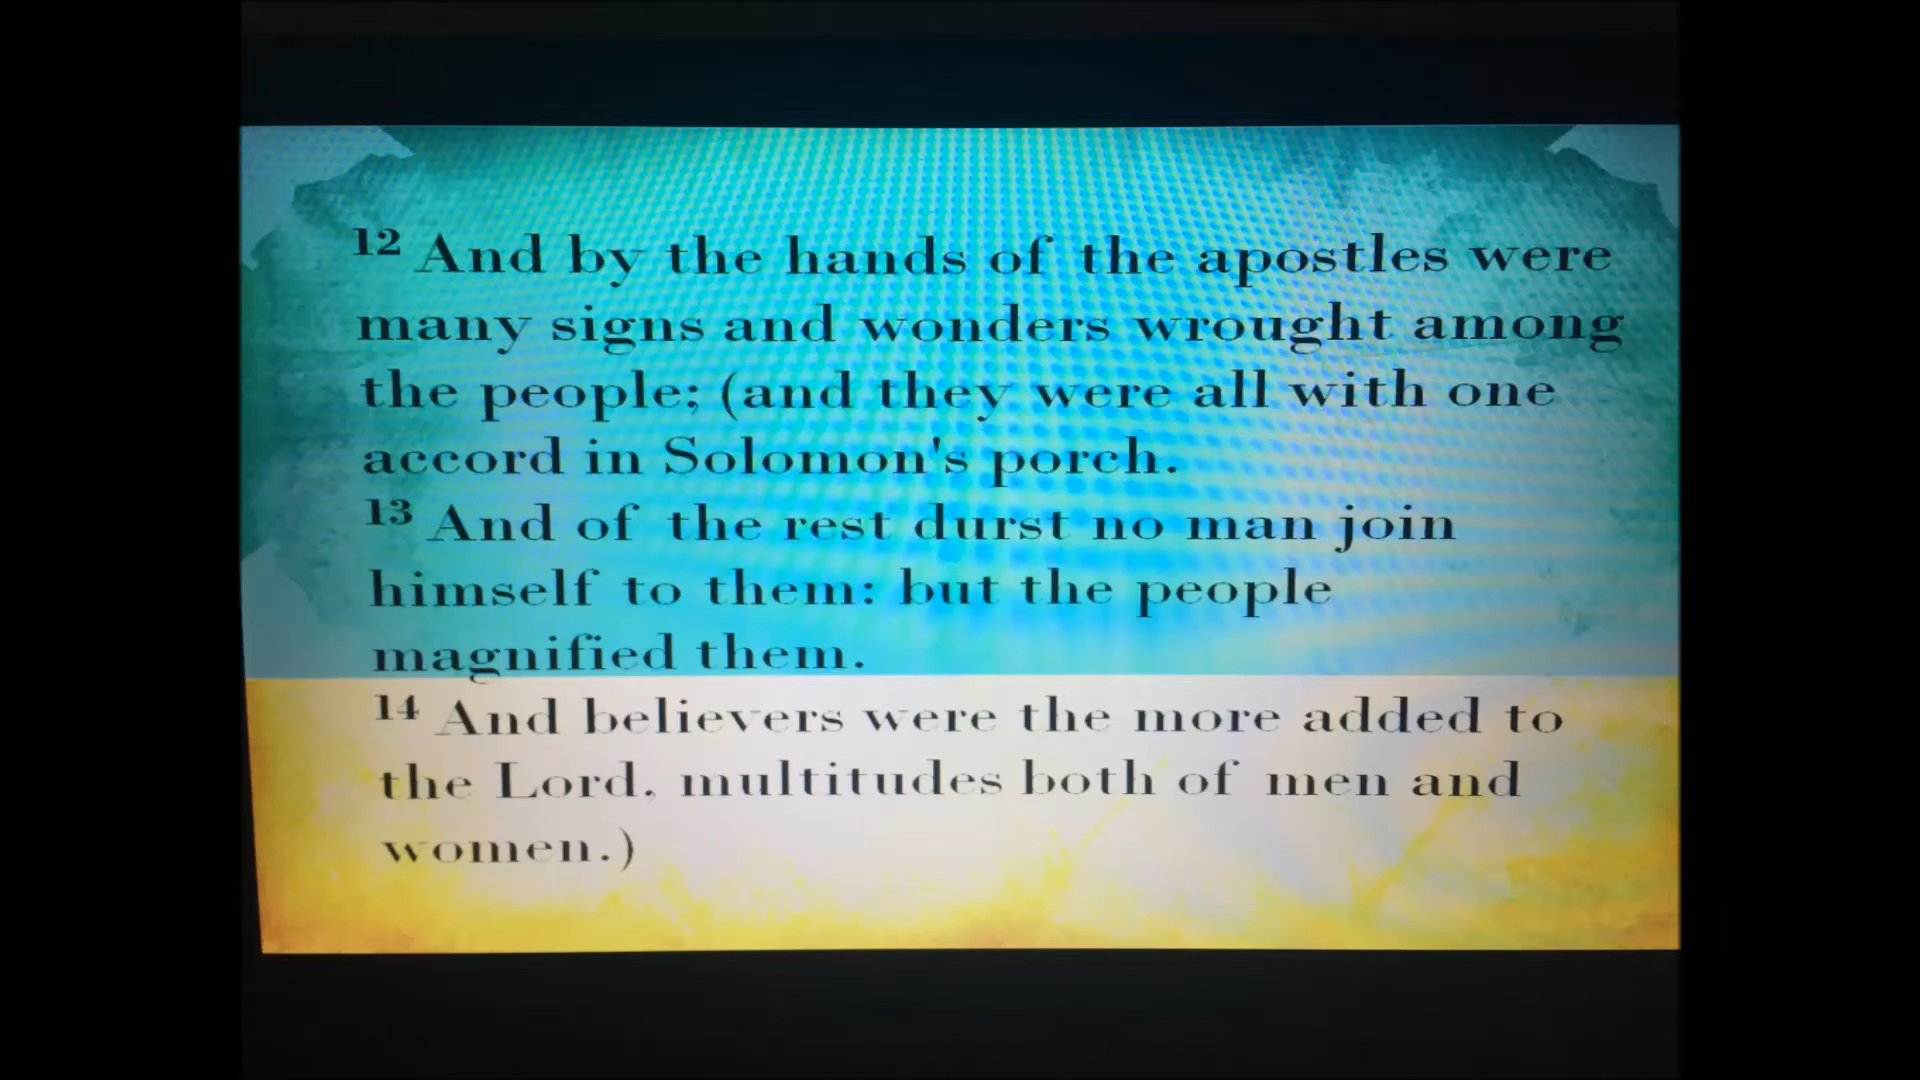 12 And by the hands of the apostles were
many signs and wonders wrought among
the people; (and they were all with one
accord in Solomon's porch.
13 And of the rest durst no man join
himself to them: but the people
magnified them.
14 And believers were the more added to
the Lord, multitudes both of men and
women.)